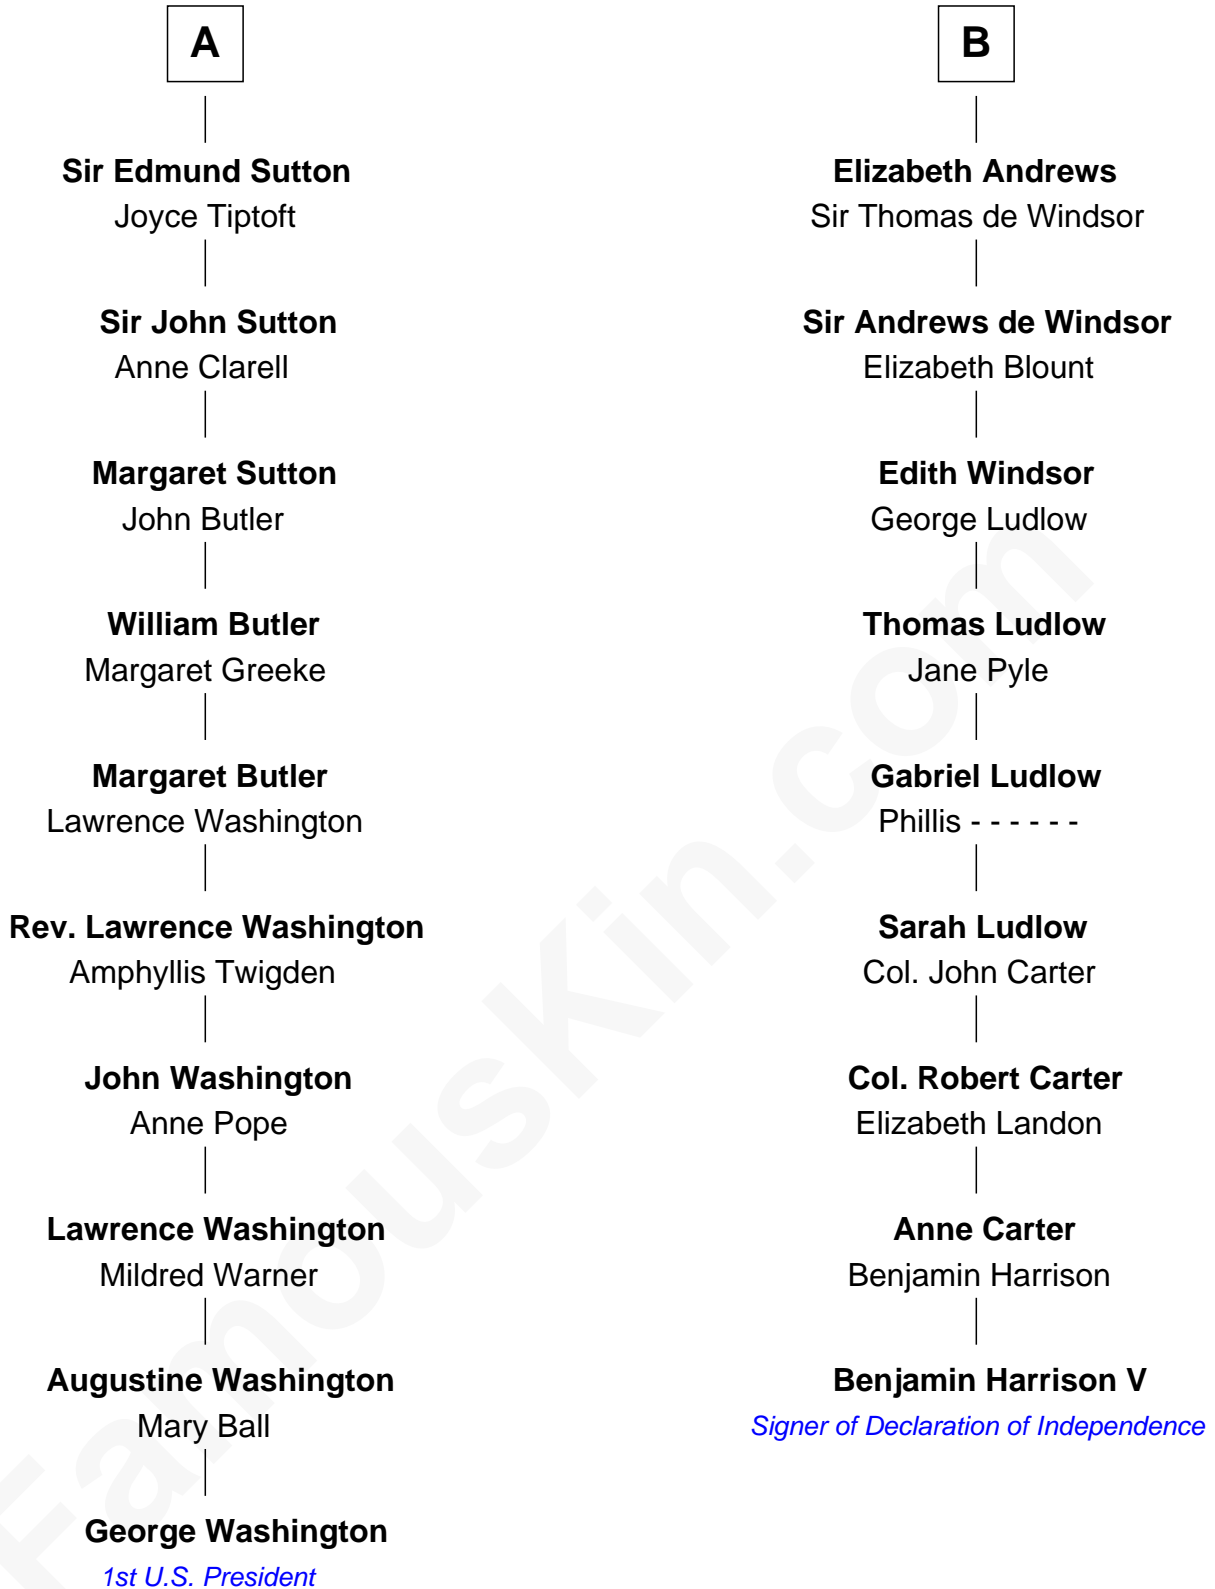 A
Sir Edmund Sutton
Joyce Tiptoft
Sir John Sutton
Anne Clarell
Margaret Sutton
John Butler
William Butler
Margaret Greeke
Margaret Butler
Lawrence Washington
Rev. Lawrence Washington
Amphyllis Twigden
John Washington
Anne Pope
Lawrence Washington
Mildred Warner
Augustine Washington
Mary Ball
George Washington
1st U.S. President
B
Elizabeth Andrews
Sir Thomas de Windsor
Sir Andrews de Windsor
Elizabeth Blount
Edith Windsor
George Ludlow
Thomas Ludlow
Jane Pyle
Gabriel Ludlow
Phillis - - - - - -
Sarah Ludlow
Col. John Carter
Col. Robert Carter
Elizabeth Landon
Anne Carter
Benjamin Harrison
Benjamin Harrison V
Signer of Declaration of Independence
FamousKin.com